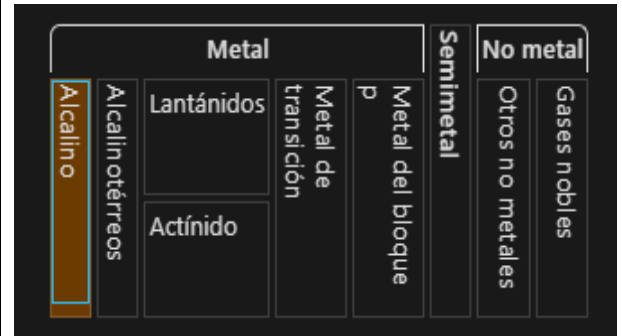 Metal
Semimetal
No metal
Alcalino
Alcalinotérreos
Lantánidos
Actínido
Metal de
transición
Metal del bloque
p
Otros no metales
Gases nobles